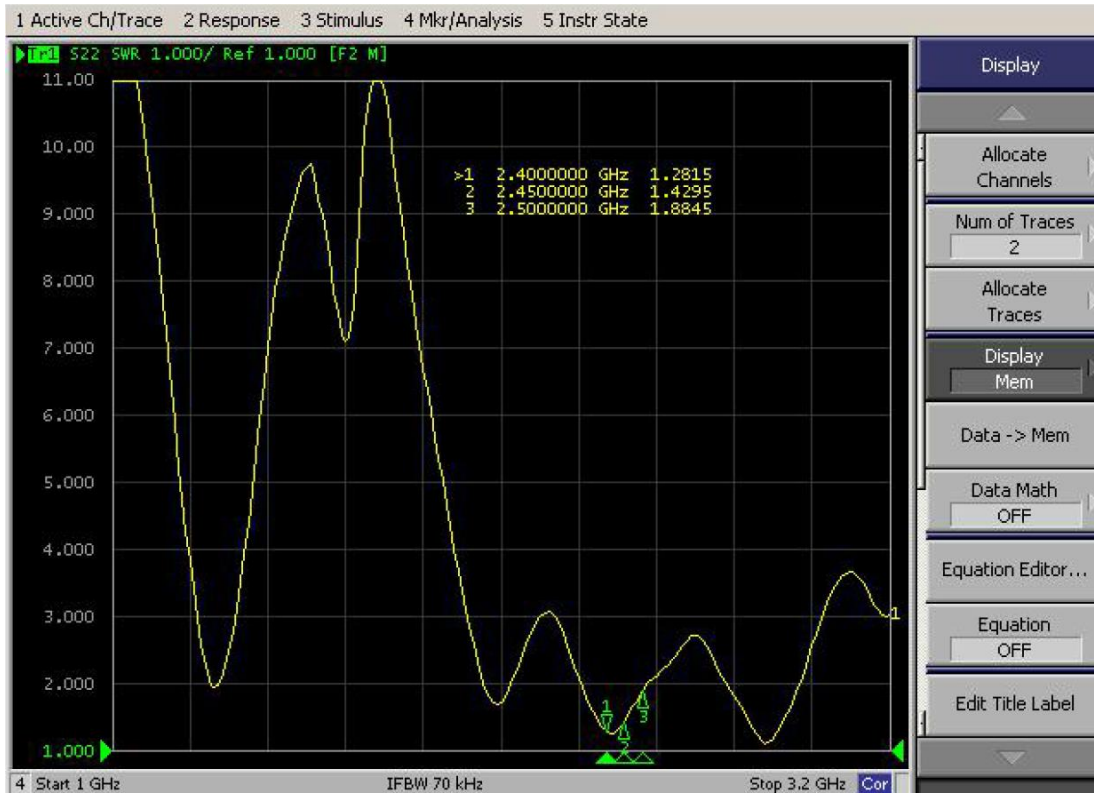 1 Active Ch/Trace 2 Response 3 Stimulus 4 Mkr/Analysis 5 Instr State
Tr1 S22 SWR 1.000/ Ref 1.000 [F2 M]
11.00
10.00
9.000
8.000
7.000
6.000
5.000
4.000
3.000
2.000
1.000
>1 2.4000000 GHz 1.2815
2 2.4500000 GHz 1.4295
3 2.5000000 GHz 1.8845
1
1
2
3
4 Start 1 GHz IFBW 70 kHz Stop 3.2 GHz Cor
Display
Allocate
Channels
Num of Traces
2
Allocate
Traces
Display
Mem
Data -> Mem
Data Math
OFF
Equation Editor...
Equation
OFF
Edit Title Label